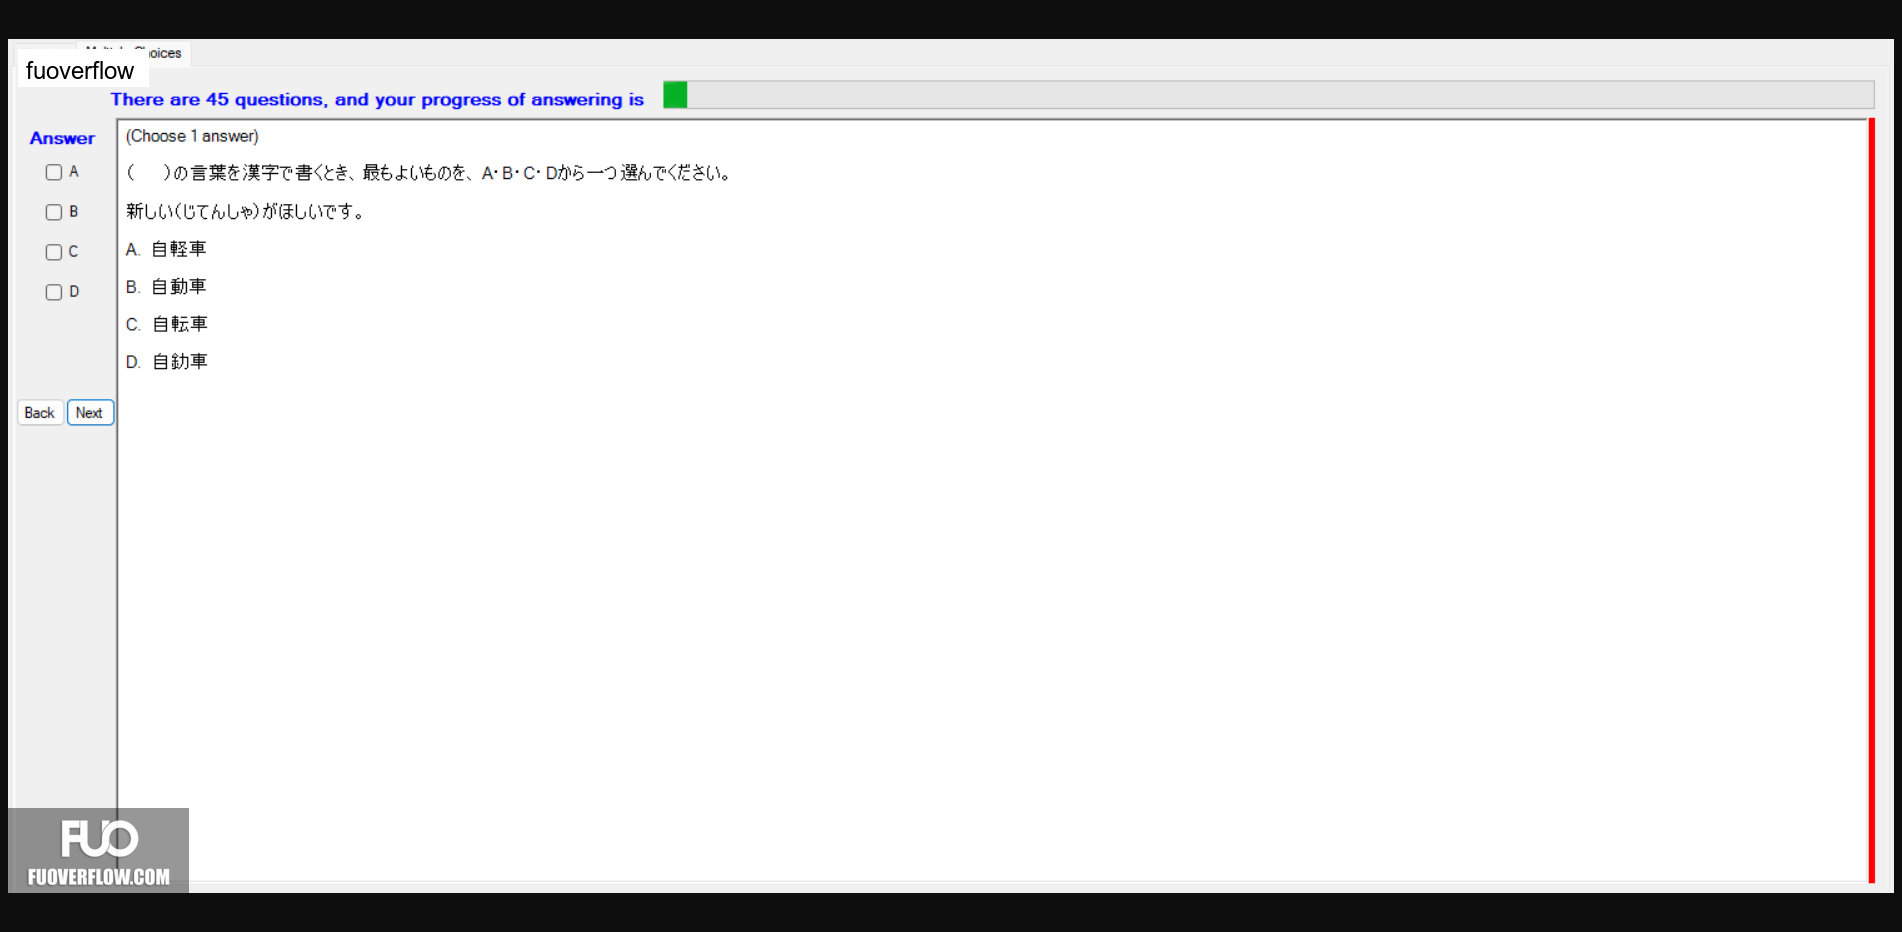 Choices
fuoverflow
There are 45 questions, and your progress of answering is
Answer
(Choose 1 answer)
A
( )の言葉を漢字で書くとき、最もよいものを、A・B・C・Dから一つ選んでください。
B
新しい(じてんしゃ)がほしいです。
C
A. 自軽車
D
B. 自動車
C. 自転車
D. 自釛車
Back Next
FUO
FUOVERFLOW.COM